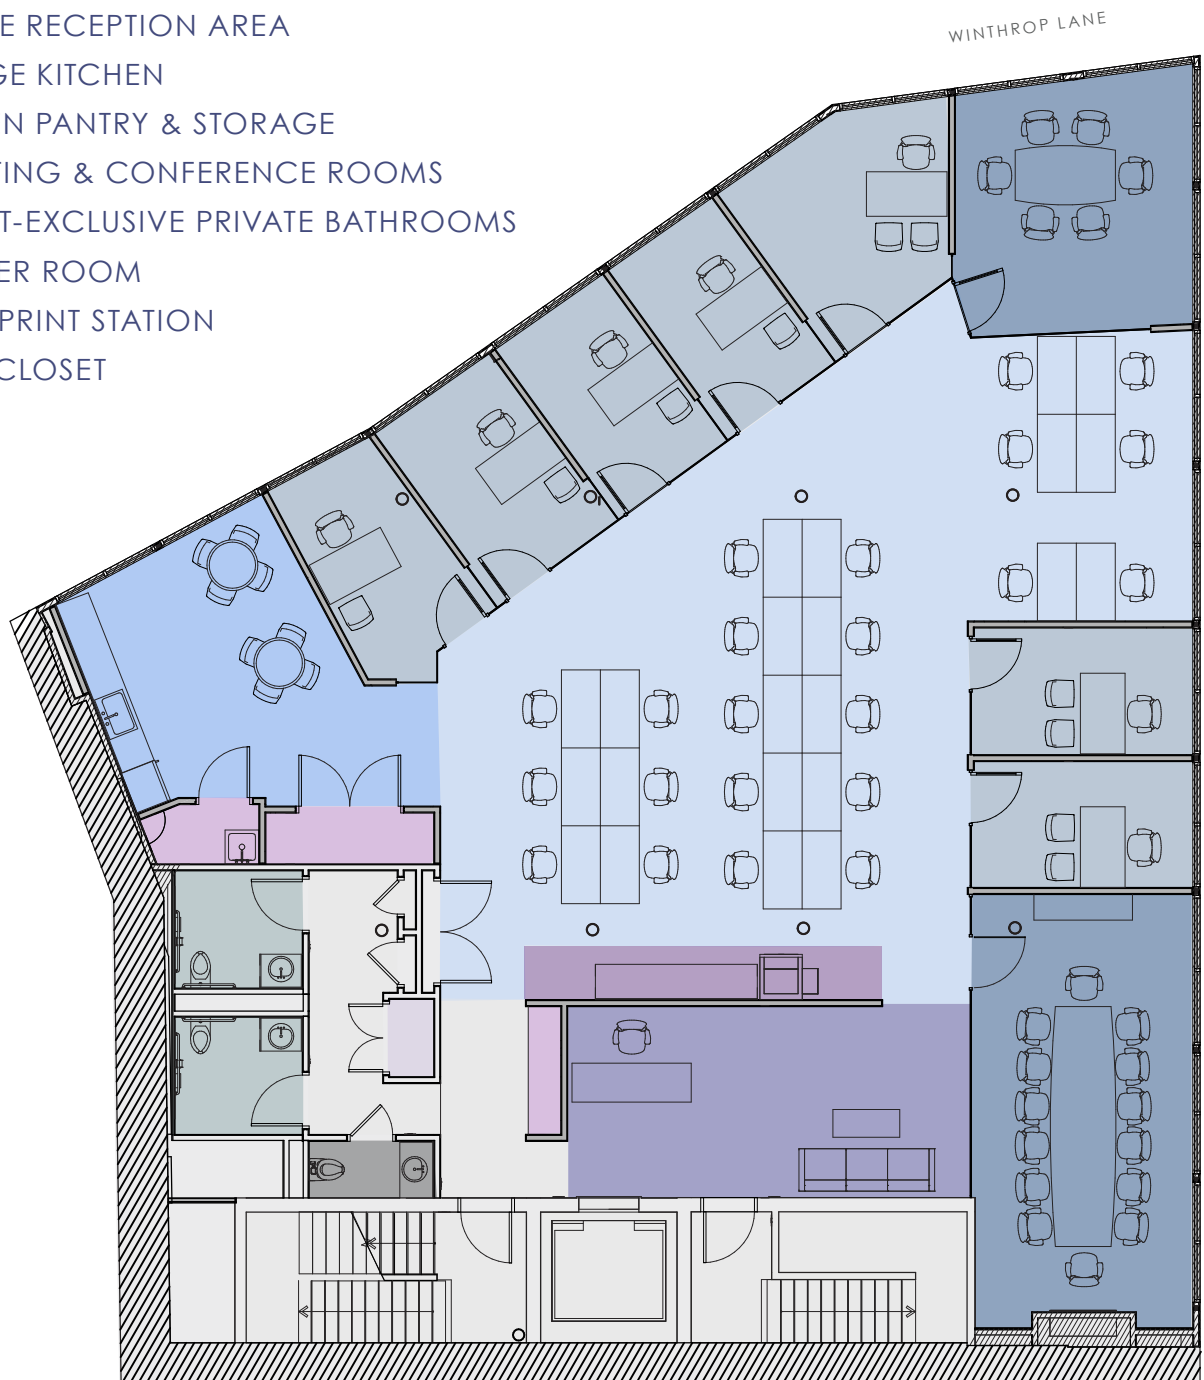 E RECEPTION AREA
WINTHROP LANE
GE KITCHEN
N PANTRY & STORAGE
TING & CONFERENCE ROOMS
T-EXCLUSIVE PRIVATE BATHROOMS
ER ROOM
PRINT STATION
CLOSET